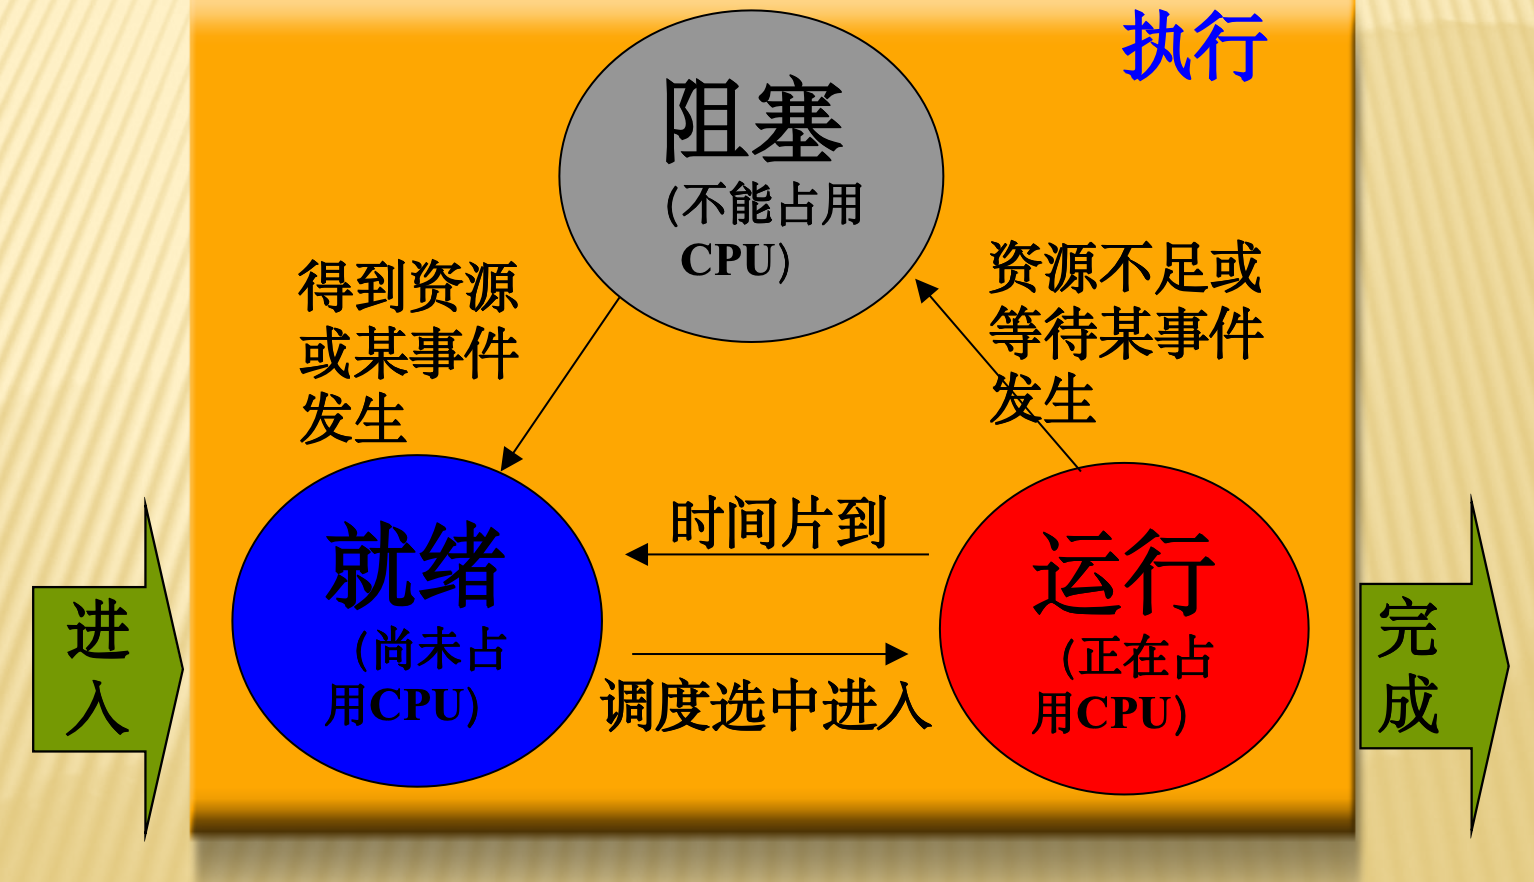 执行
阻塞
(不能占用
CPU)
得到资源
或某事件
发生
资源不足或
等待某事件
发生
时间片到
就绪
(尚未占
用CPU)
运行
(正在占
用CPU)
调度选中进入
进
入
完
成